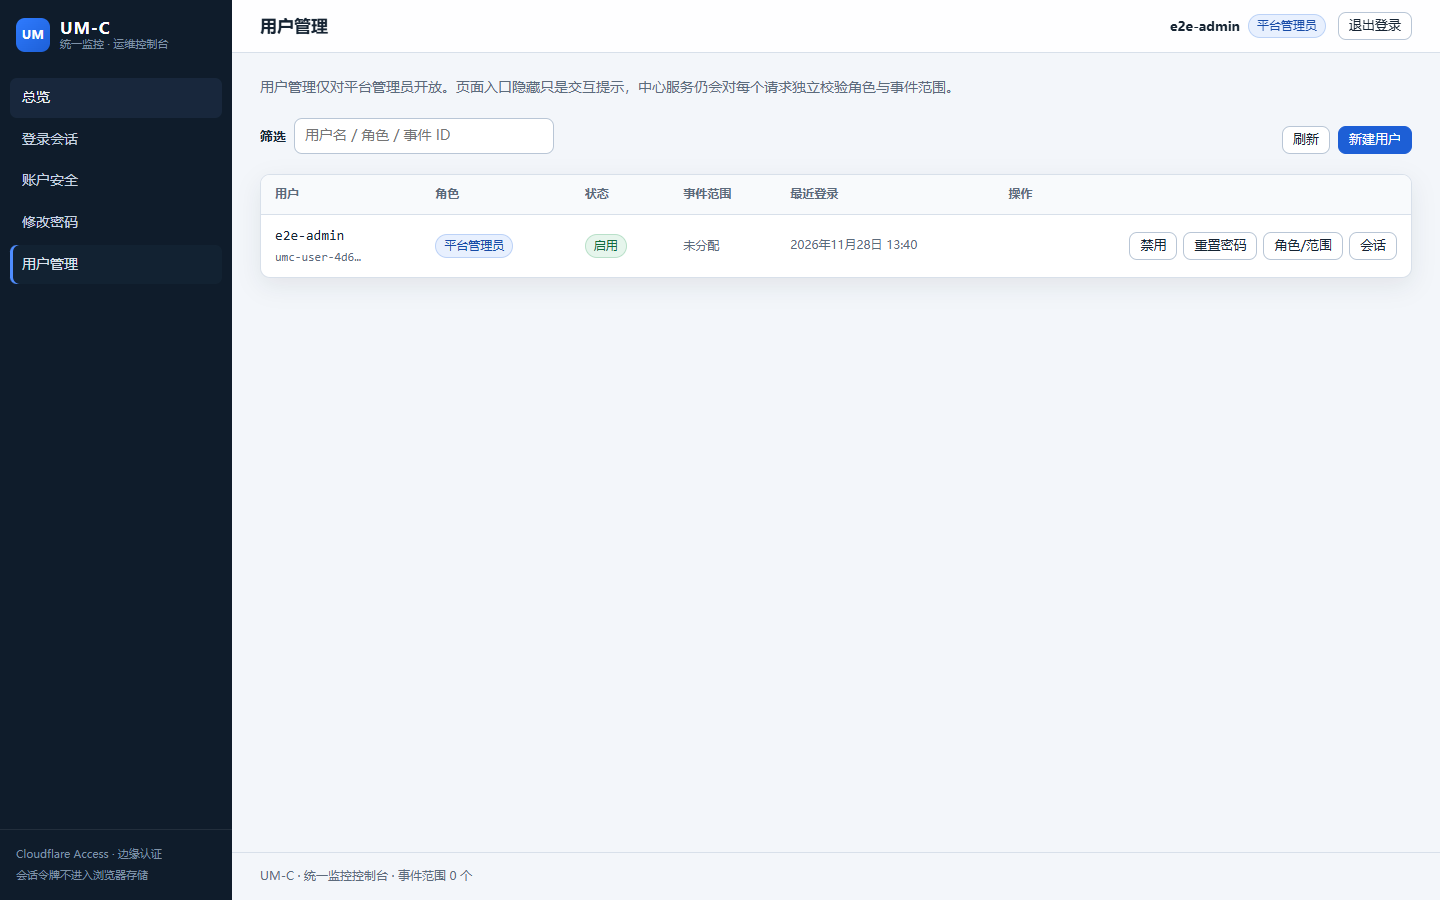 UM
UM-C
统一监控 · 运维控制台
总览
登录会话
账户安全
修改密码
用户管理
Cloudflare Access · 边缘认证
会话令牌不进入浏览器存储
用户管理
e2e-admin 平台管理员 退出登录
用户管理仅对平台管理员开放。页面入口隐藏只是交互提示，中心服务仍会对每个请求独立校验角色与事件范围。
筛选 用户名 / 角色 / 事件 ID 刷新 新建用户
用户 角色 状态 事件范围 最近登录 操作
e2e-admin
umc-user-4d6…
平台管理员 启用 未分配 2026年11月28日 13:40 禁用 重置密码 角色/范围 会话
UM-C · 统一监控控制台 · 事件范围 0 个